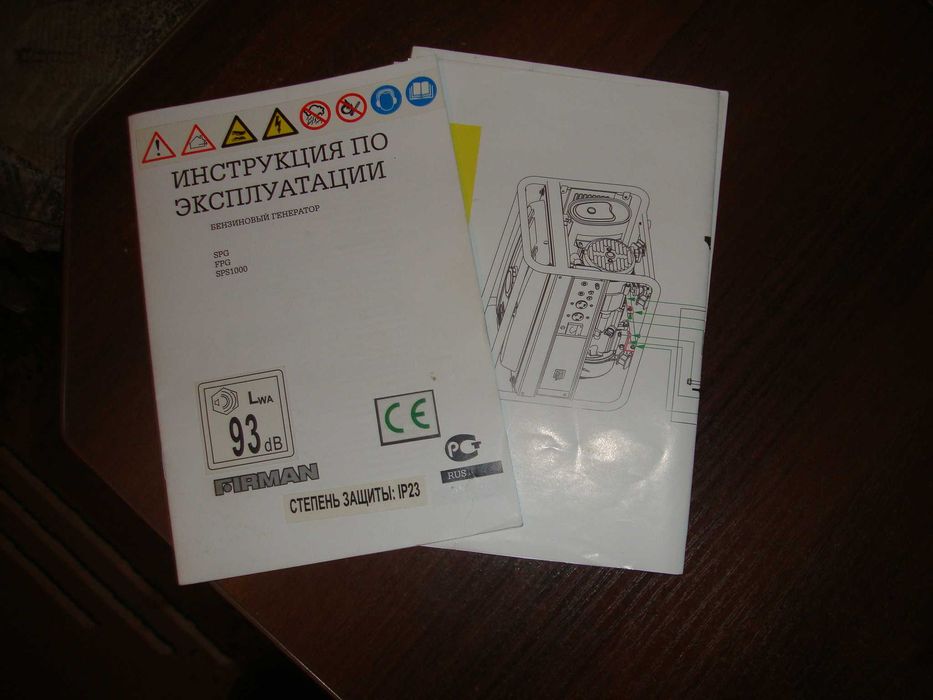 ИНСТРУКЦИЯ ПО
ЭКСПЛУАТАЦИИ
БЕНЗИНОВЫЙ ГЕНЕРАТОР
SPG
FPG
SPS1000
LWA
93 dB
CE
РСТ
FIRMAN
RUS
СТЕПЕНЬ ЗАЩИТЫ: IP23